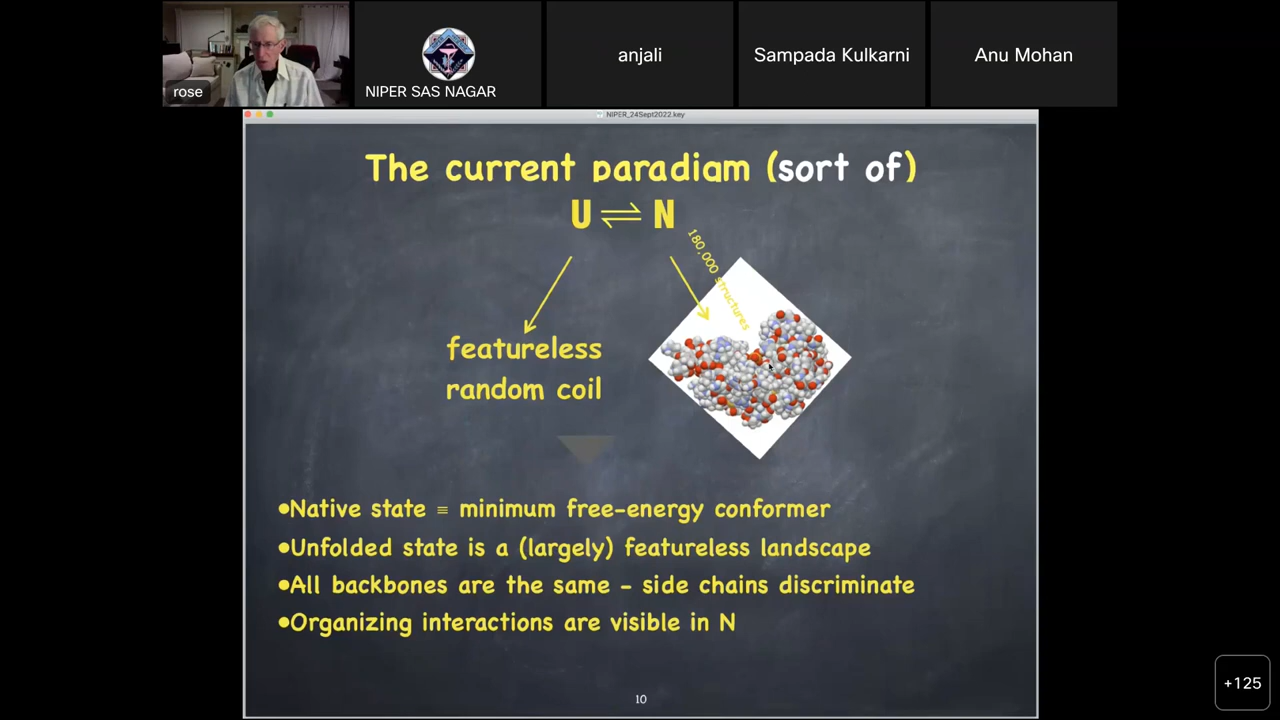 rose
NIPER SAS NAGAR
anjali
Sampada Kulkarni
Anu Mohan
NIPER_24Sept2022.key
The current paradigm (sort of)
U ⇌ N
180,000 structures
featureless
random coil
•Native state ≡ minimum free-energy conformer
•Unfolded state is a (largely) featureless landscape
•All backbones are the same - side chains discriminate
•Organizing interactions are visible in N
10
+125